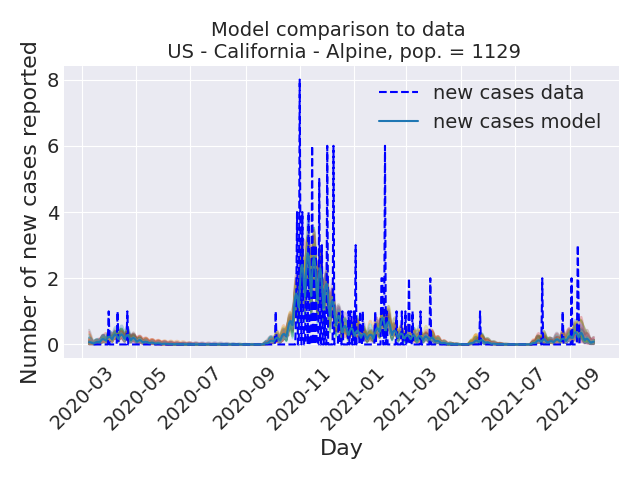 Model comparison to data
US - California - Alpine, pop. = 1129
Number of new cases reported
8
6
4
2
0
new cases data
new cases model
2020-03
2020-05
2020-07
2020-09
2020-11
2021-01
2021-03
2021-05
2021-07
2021-09
Day